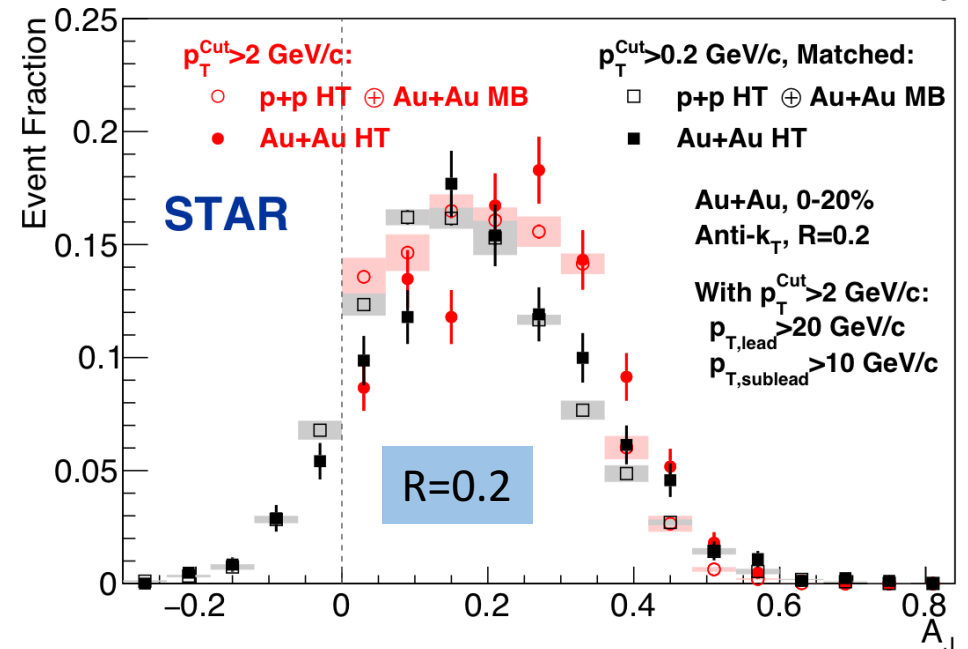 Event Fraction
0.25
0.2
0.15
0.1
0.05
0
p_T^Cut>2 GeV/c:
p+p HT ⊕ Au+Au MB
Au+Au HT
p_T^Cut>0.2 GeV/c, Matched:
p+p HT ⊕ Au+Au MB
Au+Au HT
STAR
Au+Au, 0-20%
Anti-k_T, R=0.2
With p_T^Cut>2 GeV/c:
p_T,lead>20 GeV/c
p_T,sublead>10 GeV/c
R=0.2
−0.2 0 0.2 0.4 0.6 0.8